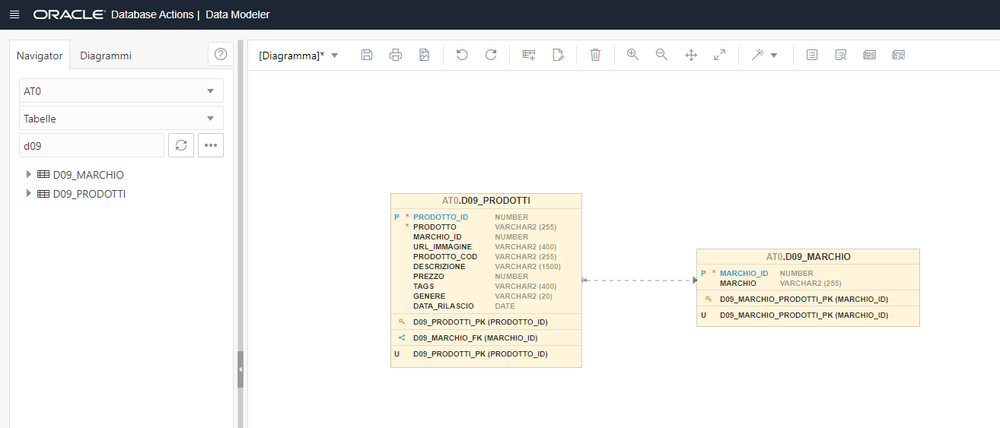 ORACLE Database Actions | Data Modeler
Navigator Diagrammi
[Diagramma]*
AT0
Tabelle
d09
D09_MARCHIO
D09_PRODOTTI
AT0.D09_PRODOTTI
P * PRODOTTO_ID NUMBER
* PRODOTTO VARCHAR2 (255)
MARCHIO_ID NUMBER
URL_IMMAGINE VARCHAR2 (400)
PRODOTTO_COD VARCHAR2 (255)
DESCRIZIONE VARCHAR2 (1500)
PREZZO NUMBER
TAGS VARCHAR2 (400)
GENERE VARCHAR2 (20)
DATA_RILASCIO DATE
D09_PRODOTTI_PK (PRODOTTO_ID)
D09_MARCHIO_FK (MARCHIO_ID)
U D09_PRODOTTI_PK (PRODOTTO_ID)
AT0.D09_MARCHIO
P * MARCHIO_ID NUMBER
MARCHIO VARCHAR2 (255)
D09_MARCHIO_PRODOTTI_PK (MARCHIO_ID)
U D09_MARCHIO_PRODOTTI_PK (MARCHIO_ID)